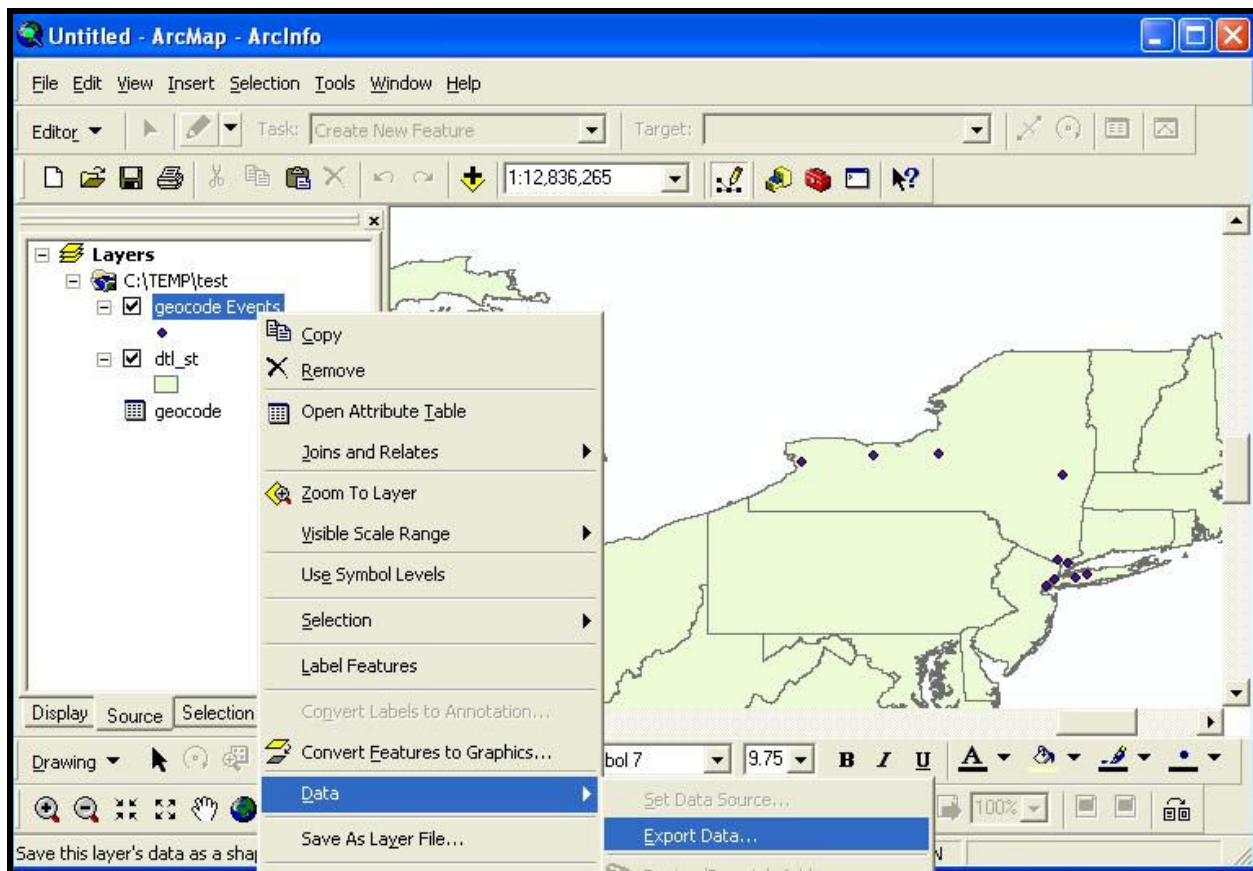 Untitled - ArcMap - ArcInfo
File Edit View Insert Selection Tools Window Help
Editor Task: Create New Feature Target:
1:12,836,265
Layers
C:\TEMP\test
geocode Events
dtl_st
geocode
Copy
Remove
Open Attribute Table
Joins and Relates
Zoom To Layer
Visible Scale Range
Use Symbol Levels
Selection
Label Features
Convert Labels to Annotation...
Convert Features to Graphics...
Data
Save As Layer File...
Set Data Source...
Export Data...
Display Source Selection
Drawing bol 7 9.75 B I U A
100%
Save this layer's data as a sha